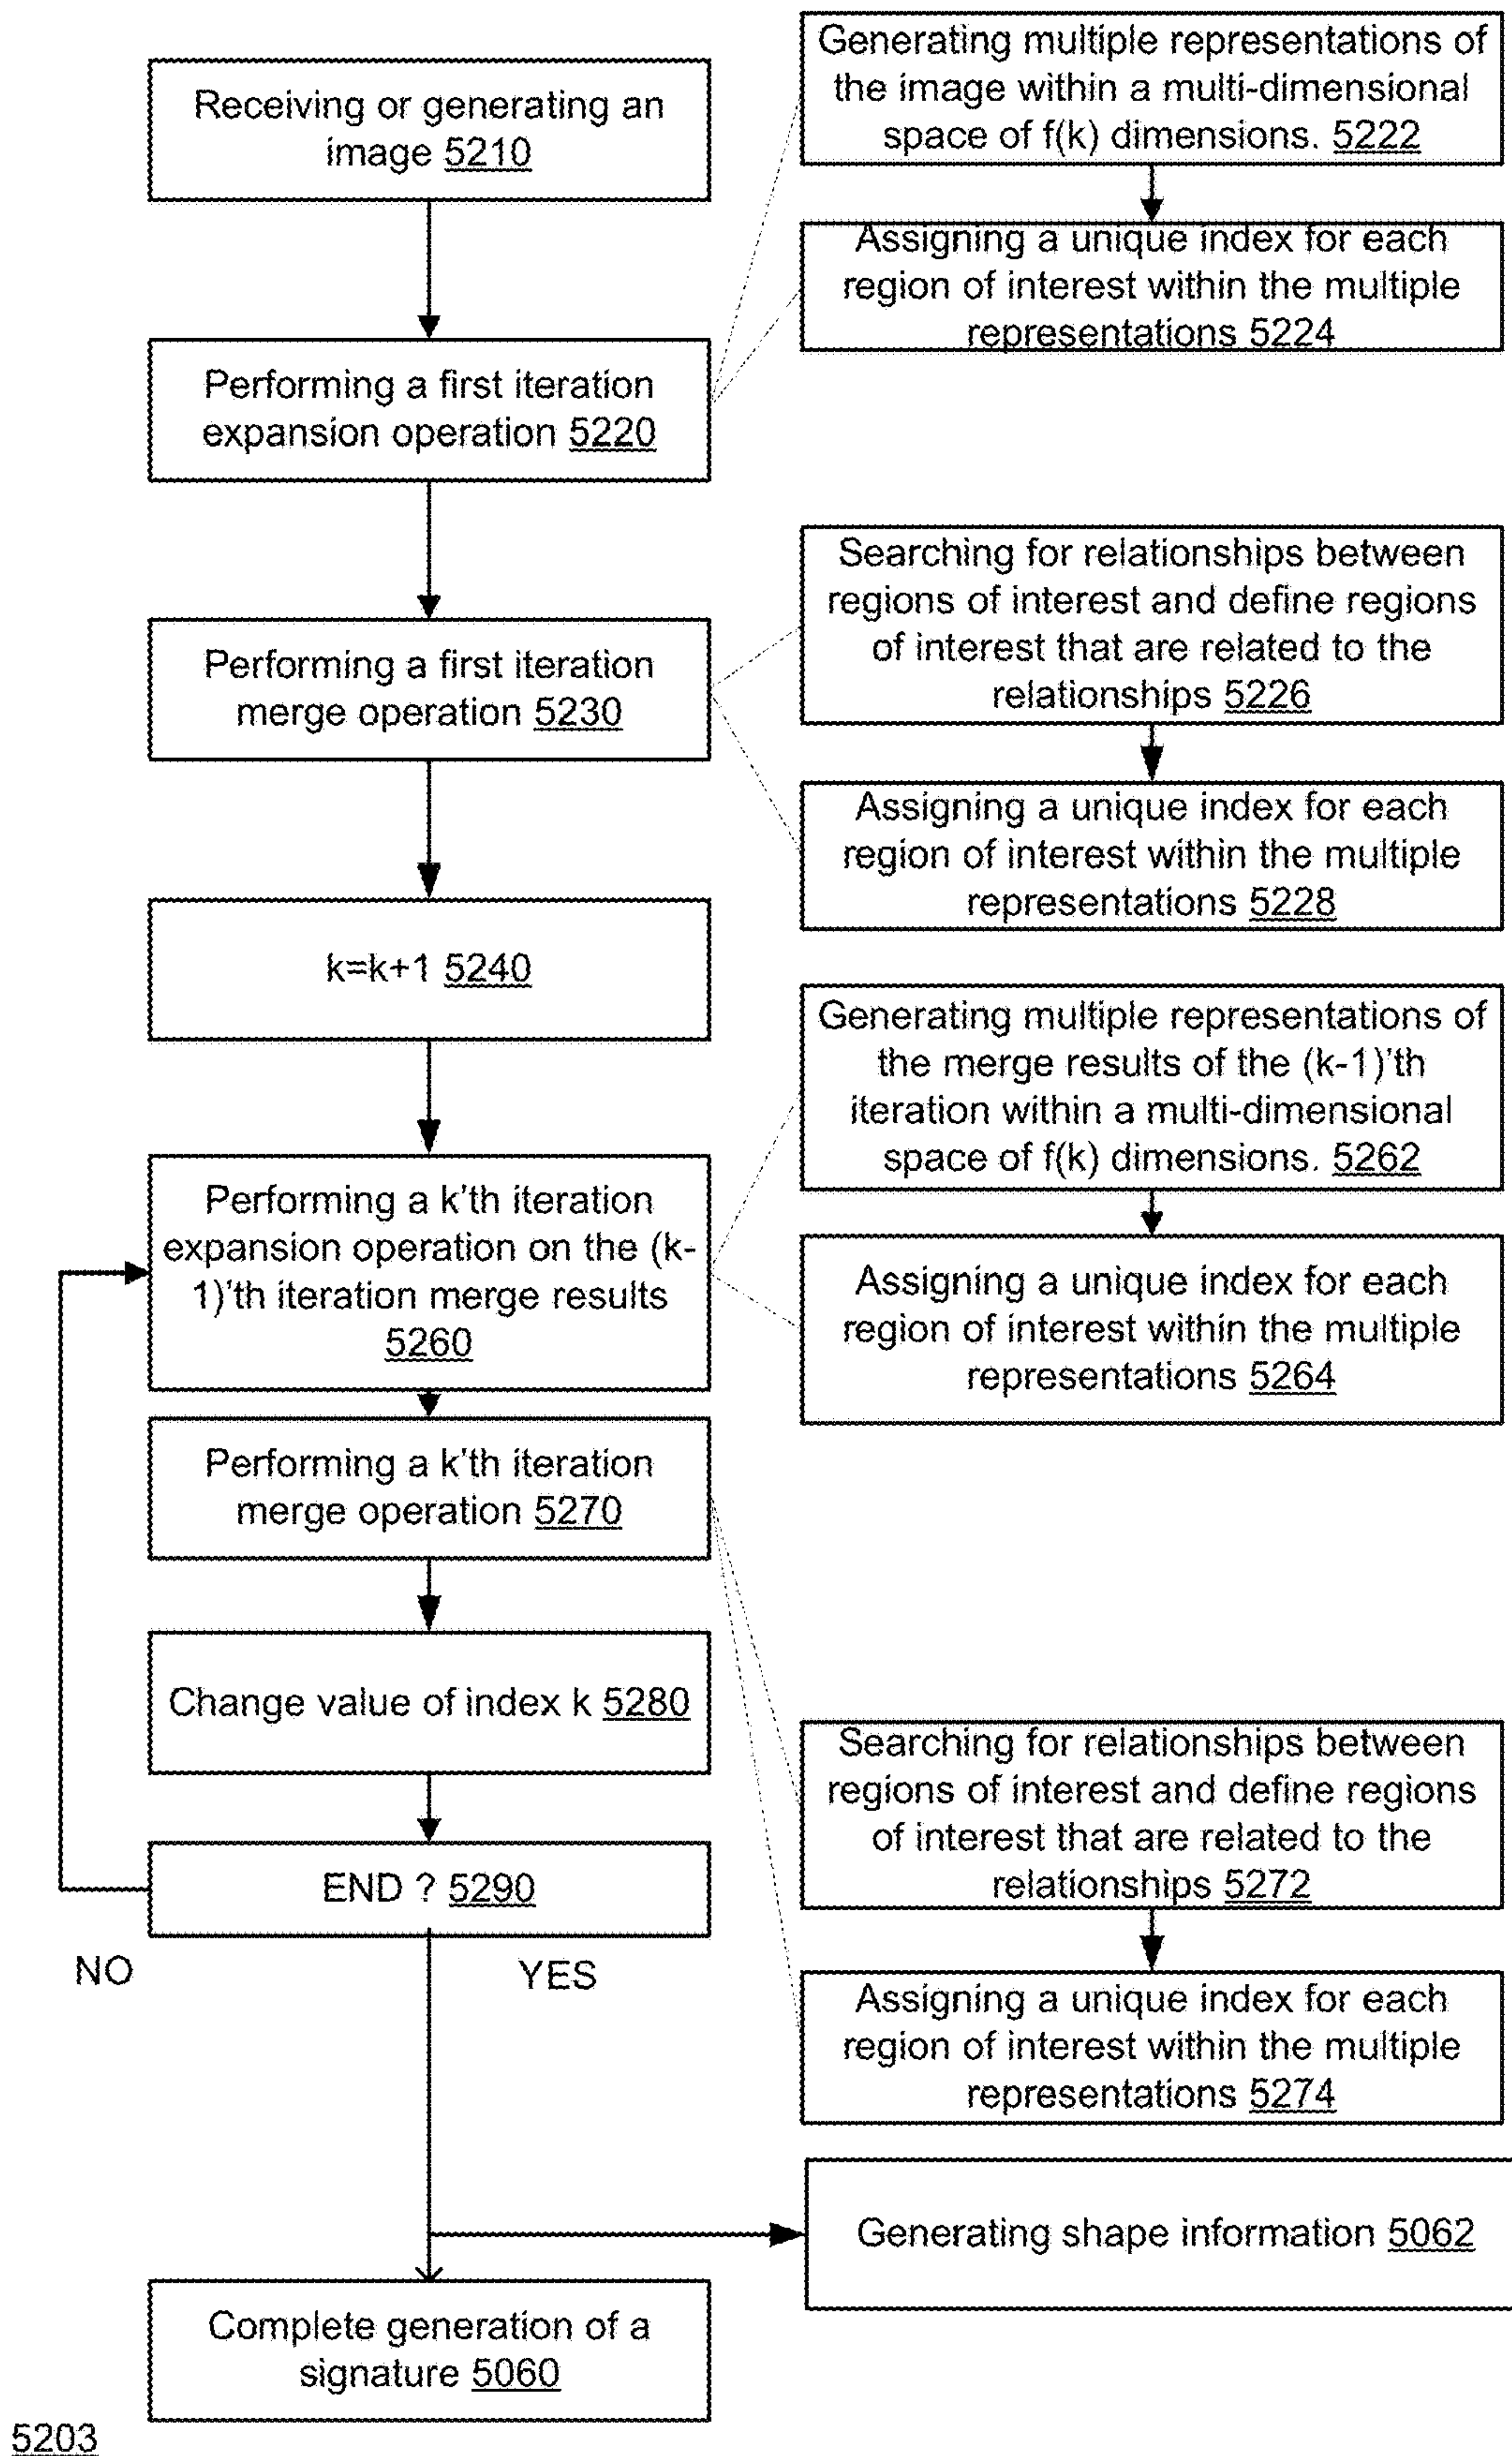 Receiving or generating an
image 5210
Generating multiple representations of
the image within a multi-dimensional
space of f(k) dimensions. 5222
Assigning a unique index for each
region of interest within the multiple
representations 5224
Performing a first iteration
expansion operation 5220
Searching for relationships between
regions of interest and define regions
of interest that are related to the
relationships 5226
Performing a first iteration
merge operation 5230
Assigning a unique index for each
region of interest within the multiple
representations 5228
k=k+1 5240
Generating multiple representations of
the merge results of the (k-1)'th
iteration within a multi-dimensional
space of f(k) dimensions. 5262
Performing a k'th iteration
expansion operation on the (k-
1)'th iteration merge results
5260
Assigning a unique index for each
region of interest within the multiple
representations 5264
Performing a k'th iteration
merge operation 5270
Change value of index k 5280
Searching for relationships between
regions of interest and define regions
of interest that are related to the
relationships 5272
END ? 5290
NO
YES
Assigning a unique index for each
region of interest within the multiple
representations 5274
Generating shape information 5062
Complete generation of a
signature 5060
5203